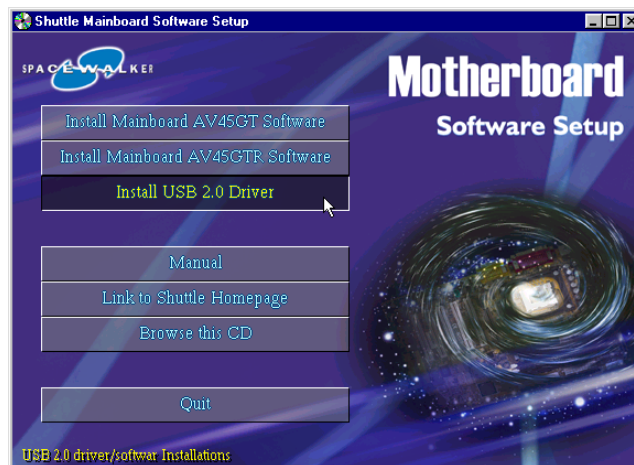 Shuttle Mainboard Software Setup
SPACEWALKER
Motherboard
Software Setup
Install Mainboard AV45GT Software
Install Mainboard AV45GTR Software
Install USB 2.0 Driver
Manual
Link to Shuttle Homepage
Browse this CD
Quit
USB 2.0 driver/softwar Installations